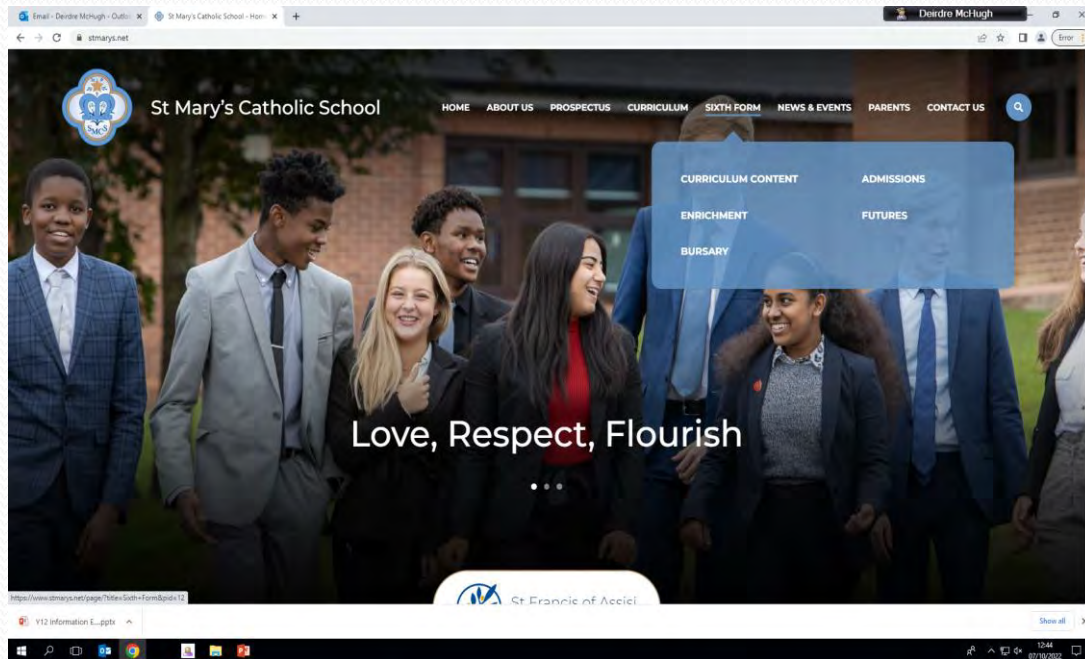 Email - Deirdre McHugh - Outlo
St Mary's Catholic School - Hom
Deirdre McHugh
stmarys.net
Error
SMCS
St Mary's Catholic School
HOME ABOUT US PROSPECTUS CURRICULUM SIXTH FORM NEWS & EVENTS PARENTS CONTACT US
CURRICULUM CONTENT ADMISSIONS
ENRICHMENT FUTURES
BURSARY
Love, Respect, Flourish
St Francis of Assisi
https://www.stmarys.net/page/?title=Sixth+Form&pid=12
Y12 Information E....pptx
Show all
12:44
07/10/2022